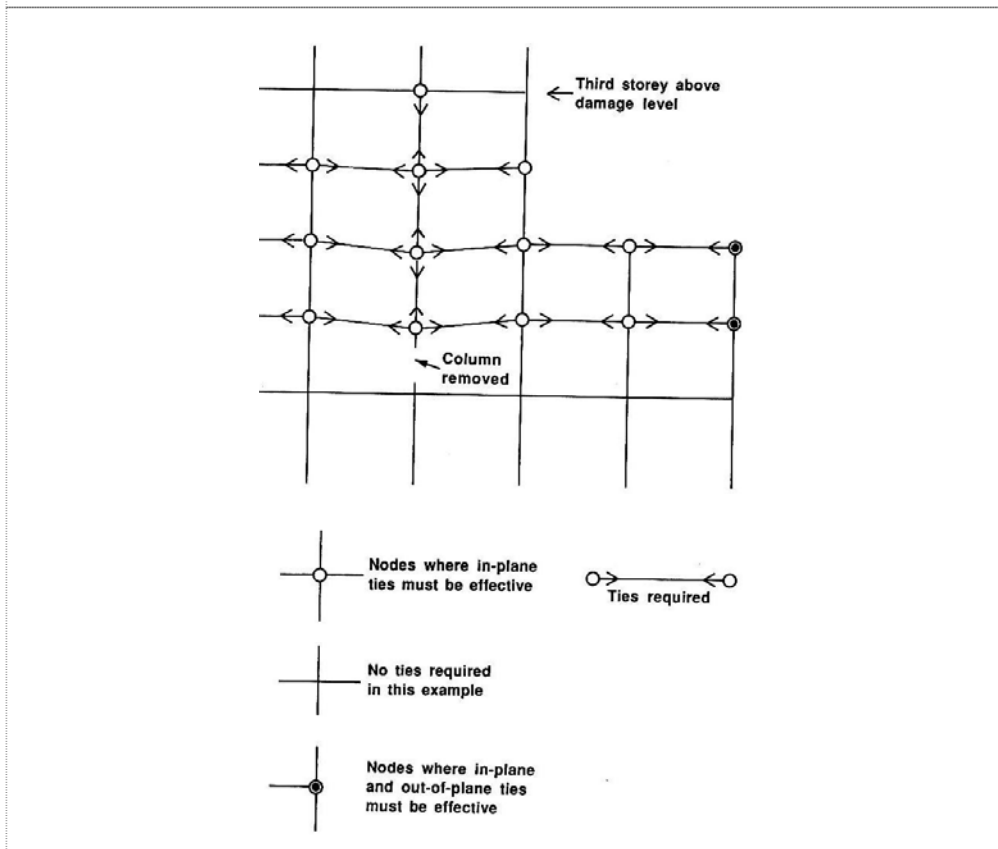 Third storey above
damage level
Column
removed
Nodes where in-plane
ties must be effective
Ties required
No ties required
in this example
Nodes where in-plane
and out-of-plane ties
must be effective